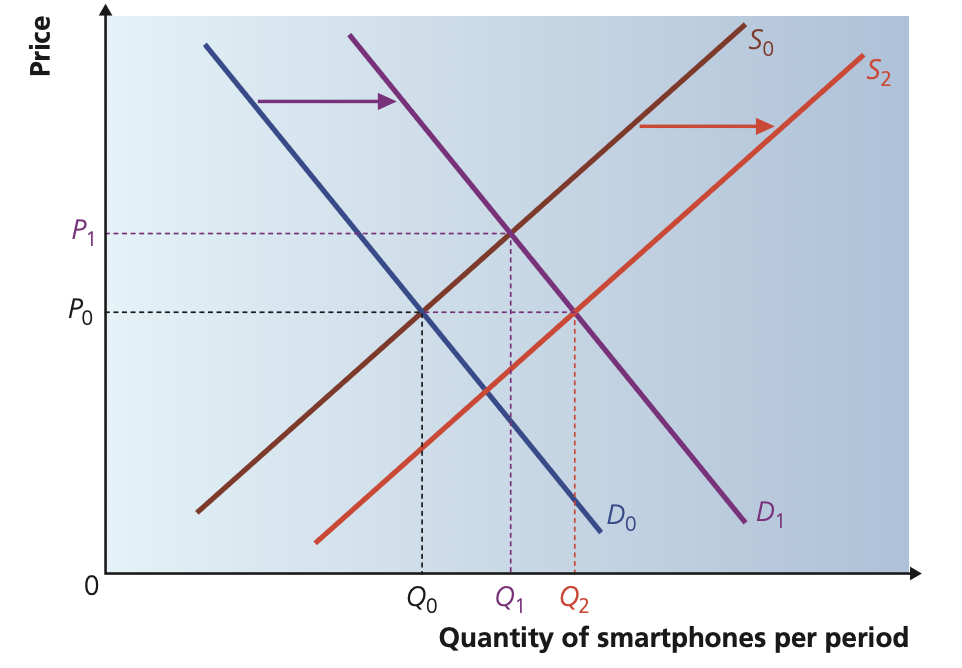 Price
S0
S2
P1
P0
D0
D1
0
Q0
Q1
Q2
Quantity of smartphones per period